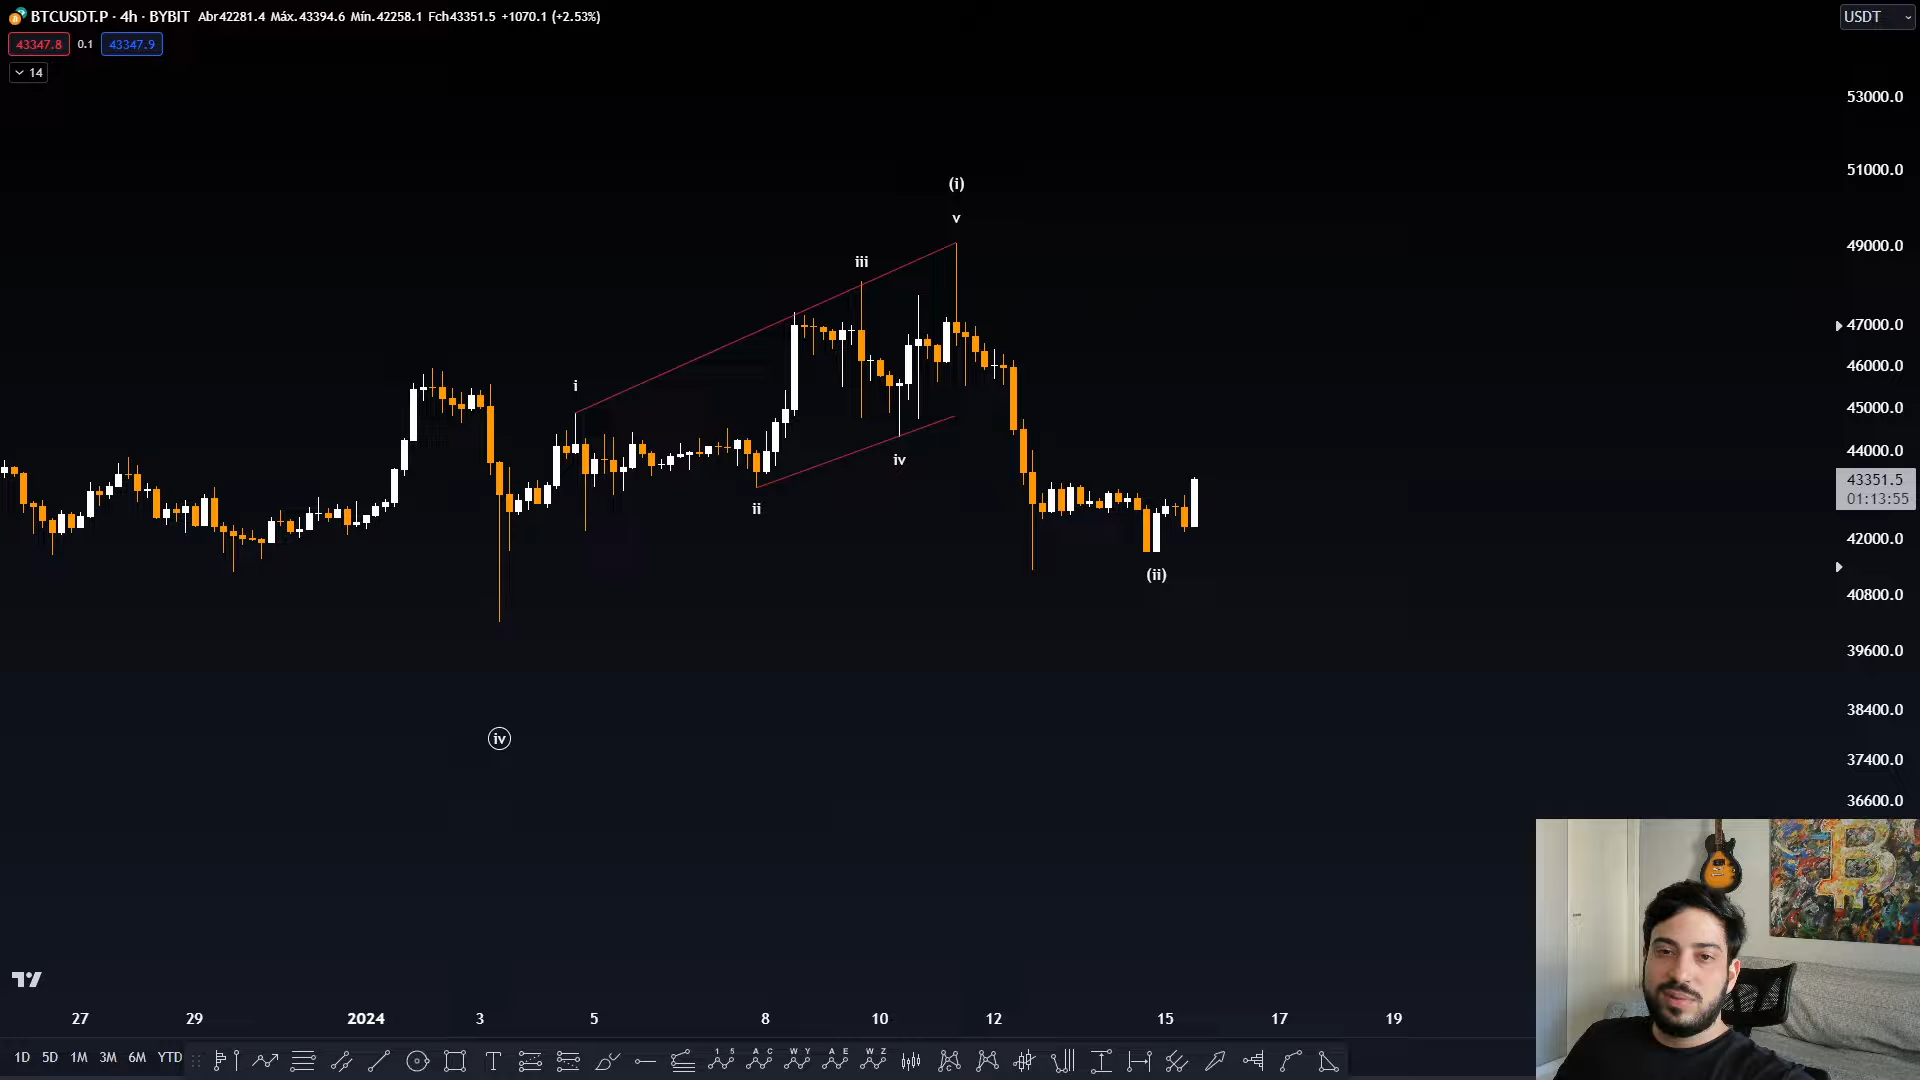 BTCUSDT.P · 4h · BYBIT Abr42281.4 Máx.43394.6 Mín.42258.1 Fch43351.5 +1070.1 (+2.53%)
USDT
43347.8 0.1 43347.9
14
53000.0
51000.0
(i)
v
49000.0
iii
47000.0
46000.0
i
45000.0
44000.0
iv
43351.5
01:13:55
ii
42000.0
(ii)
40800.0
39600.0
38400.0
iv
37400.0
36600.0
27 29 2024 3 5 8 10 12 15 17 19
1D 5D 1M 3M 6M YTD